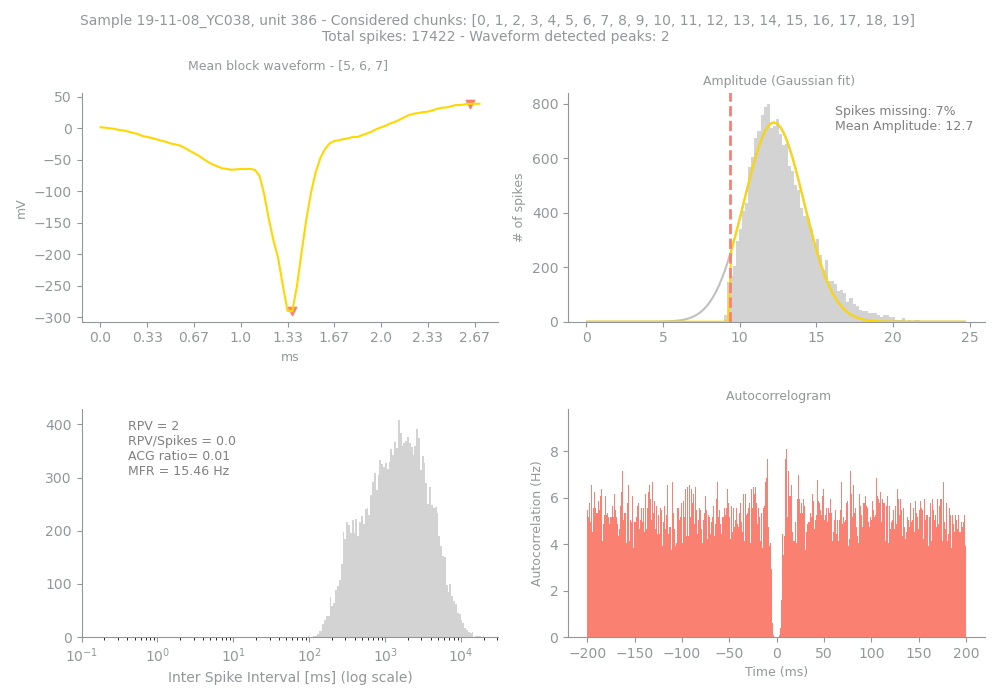 Sample 19-11-08_YC038, unit 386 - Considered chunks: [0, 1, 2, 3, 4, 5, 6, 7, 8, 9, 10, 11, 12, 13, 14, 15, 16, 17, 18, 19]
Total spikes: 17422 - Waveform detected peaks: 2
Mean block waveform - [5, 6, 7]
50
0
−50
−100
−150
−200
−250
−300
mV
0.0 0.33 0.67 1.0 1.33 1.67 2.0 2.33 2.67
ms
Amplitude (Gaussian fit)
Spikes missing: 7%
Mean Amplitude: 12.7
800
600
400
200
0
# of spikes
0 5 10 15 20 25
RPV = 2
RPV/Spikes = 0.0
ACG ratio= 0.01
MFR = 15.46 Hz
400
300
200
100
0
10⁻¹ 10⁰ 10¹ 10² 10³ 10⁴
Inter Spike Interval [ms] (log scale)
Autocorrelogram
8
6
4
2
0
Autocorrelation (Hz)
−200 −150 −100 −50 0 50 100 150 200
Time (ms)